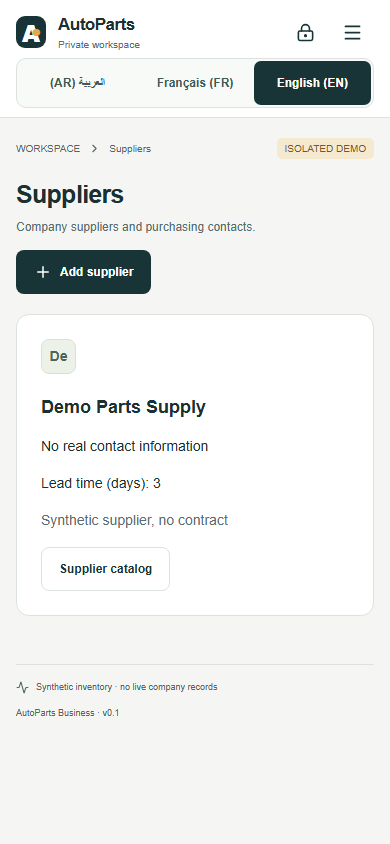 AutoParts
Private workspace
العربية (AR)
Français (FR)
English (EN)
WORKSPACE > Suppliers
ISOLATED DEMO
Suppliers
Company suppliers and purchasing contacts.
+ Add supplier
De
Demo Parts Supply
No real contact information
Lead time (days): 3
Synthetic supplier, no contract
Supplier catalog
Synthetic inventory · no live company records
AutoParts Business · v0.1